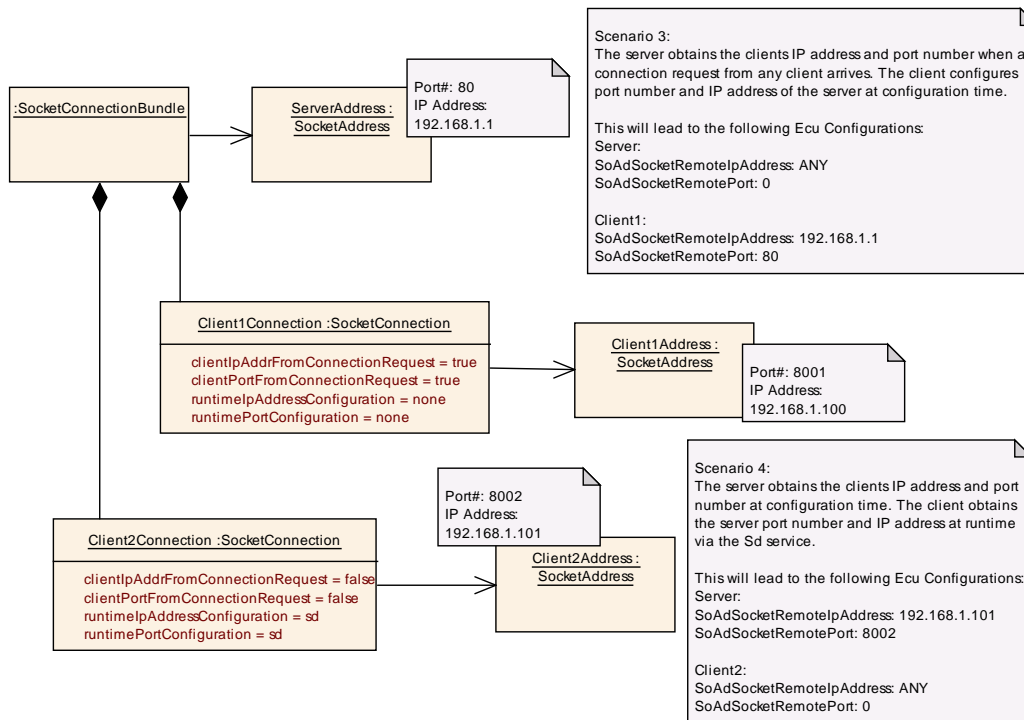 :SocketConnectionBundle
ServerAddress :
SocketAddress
Port#: 80
IP Address:
192.168.1.1
Scenario 3:
The server obtains the clients IP address and port number when a
connection request from any client arrives. The client configures
port number and IP address of the server at configuration time.
This will lead to the following Ecu Configurations:
Server:
SoAdSocketRemoteIpAddress: ANY
SoAdSocketRemotePort: 0
Client1:
SoAdSocketRemoteIpAddress: 192.168.1.1
SoAdSocketRemotePort: 80
Client1Connection :SocketConnection
clientIpAddrFromConnectionRequest = true
clientPortFromConnectionRequest = true
runtimeIpAddressConfiguration = none
runtimePortConfiguration = none
Client1Address :
SocketAddress
Port#: 8001
IP Address:
192.168.1.100
Client2Connection :SocketConnection
clientIpAddrFromConnectionRequest = false
clientPortFromConnectionRequest = false
runtimeIpAddressConfiguration = sd
runtimePortConfiguration = sd
Port#: 8002
IP Address:
192.168.1.101
Client2Address :
SocketAddress
Scenario 4:
The server obtains the clients IP address and port
number at configuration time. The client obtains
the server port number and IP address at runtime
via the Sd service.
This will lead to the following Ecu Configurations:
Server:
SoAdSocketRemoteIpAddress: 192.168.1.101
SoAdSocketRemotePort: 8002
Client2:
SoAdSocketRemoteIpAddress: ANY
SoAdSocketRemotePort: 0